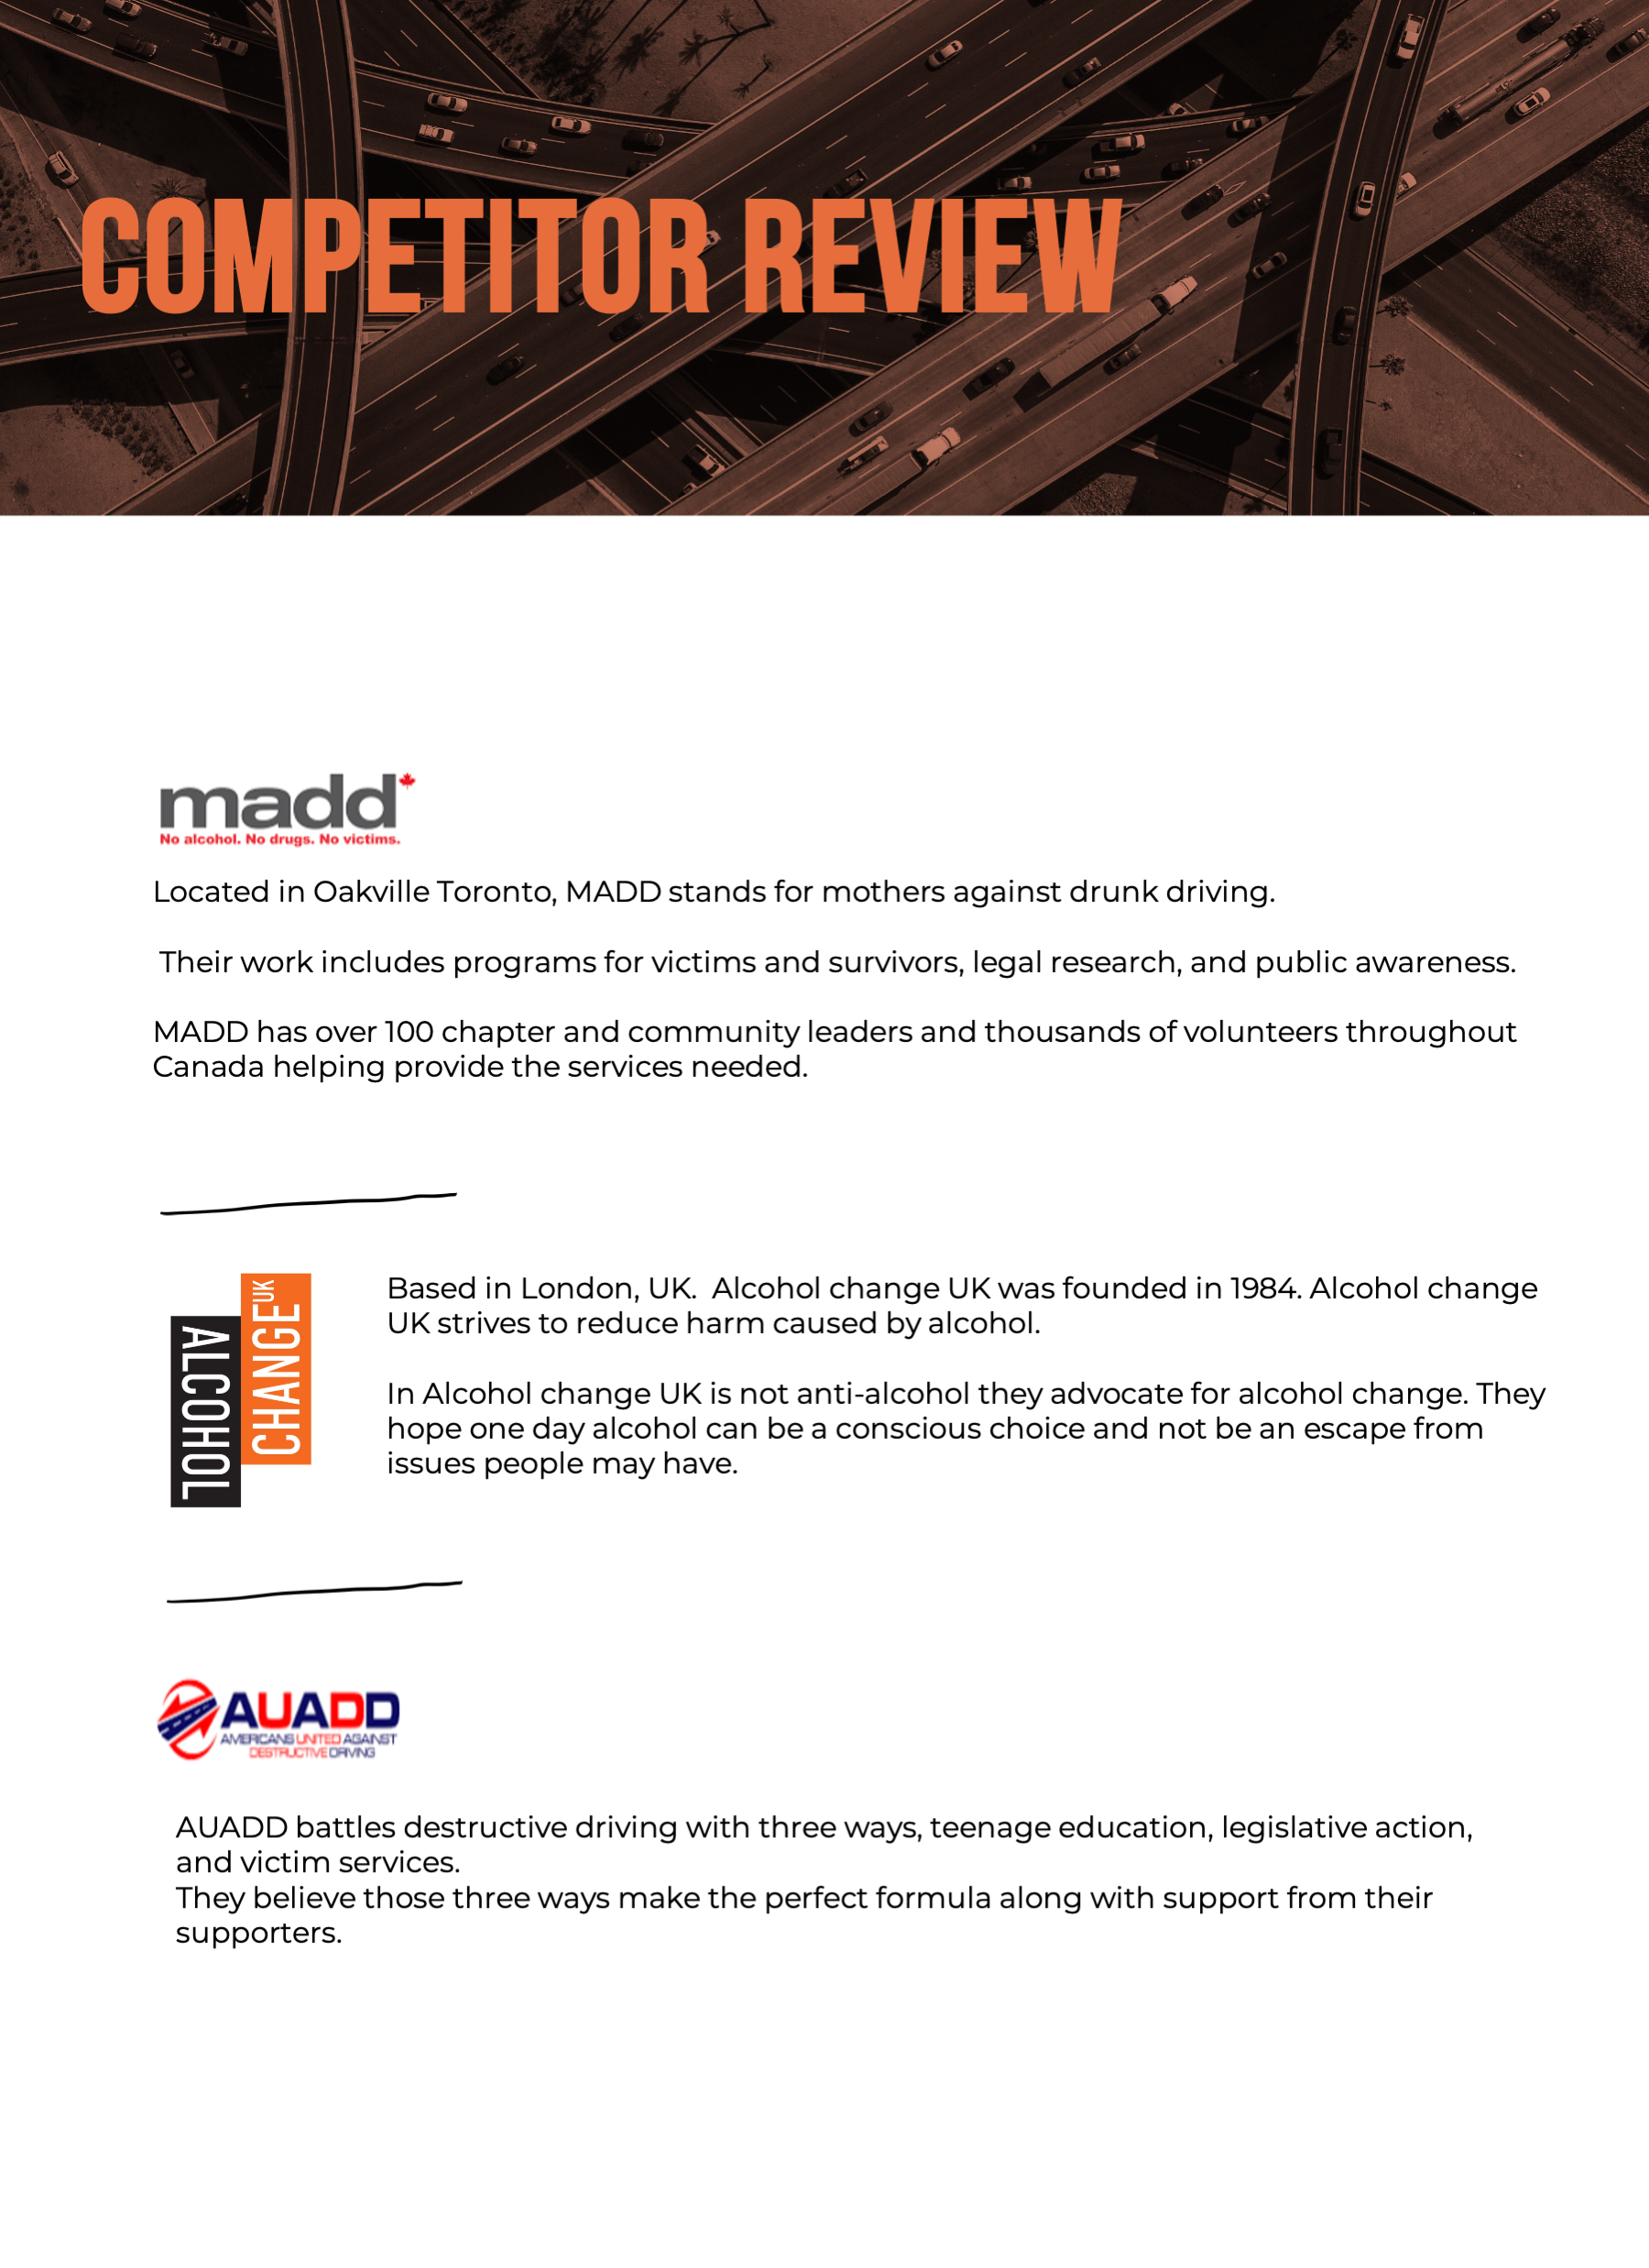 COMPETITOR REVIEW
madd
No alcohol. No drugs. No victims.
Located in Oakville Toronto, MADD stands for mothers against drunk driving.
Their work includes programs for victims and survivors, legal research, and public awareness.
MADD has over 100 chapter and community leaders and thousands of volunteers throughout
Canada helping provide the services needed.
ALCOHOL
CHANGE UK
Based in London, UK.  Alcohol change UK was founded in 1984. Alcohol change
UK strives to reduce harm caused by alcohol.
In Alcohol change UK is not anti-alcohol they advocate for alcohol change. They
hope one day alcohol can be a conscious choice and not be an escape from
issues people may have.
AUADD
AMERICANS UNITED AGAINST
DESTRUCTIVE DRIVING
AUADD battles destructive driving with three ways, teenage education, legislative action,
and victim services.
They believe those three ways make the perfect formula along with support from their
supporters.